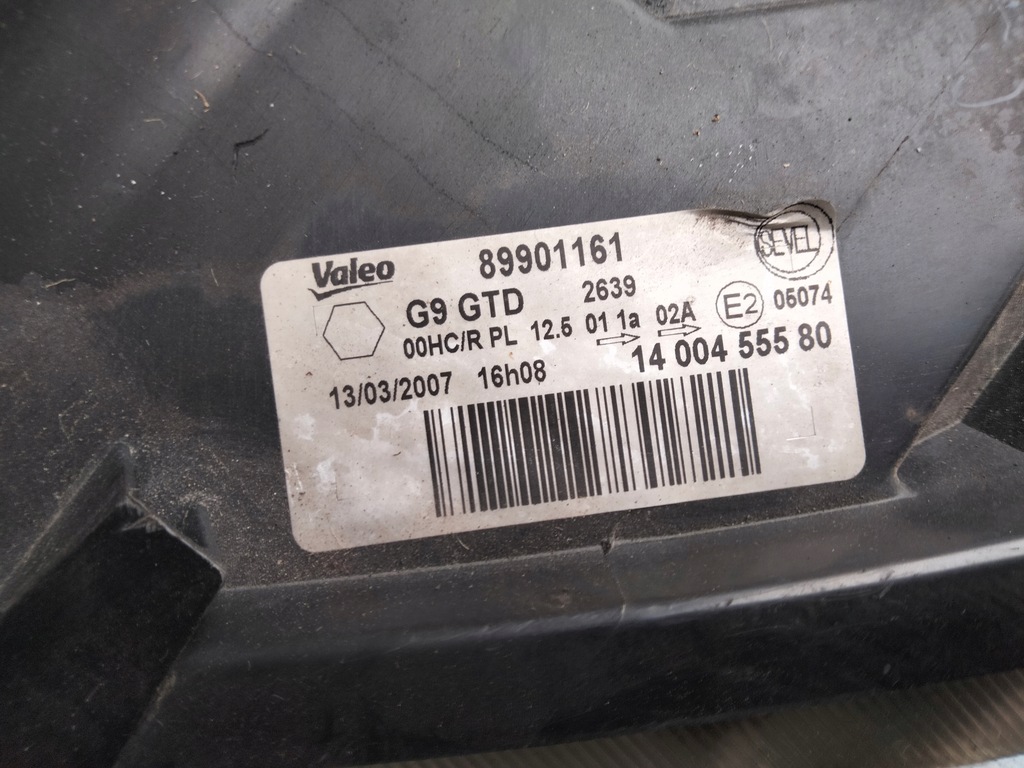 Valeo 89901161 SEVEL
G9 GTD 2639
00HC/R PL 12.5 01 1a 02A E2 05074
13/03/2007 16h08 14 004 555 80